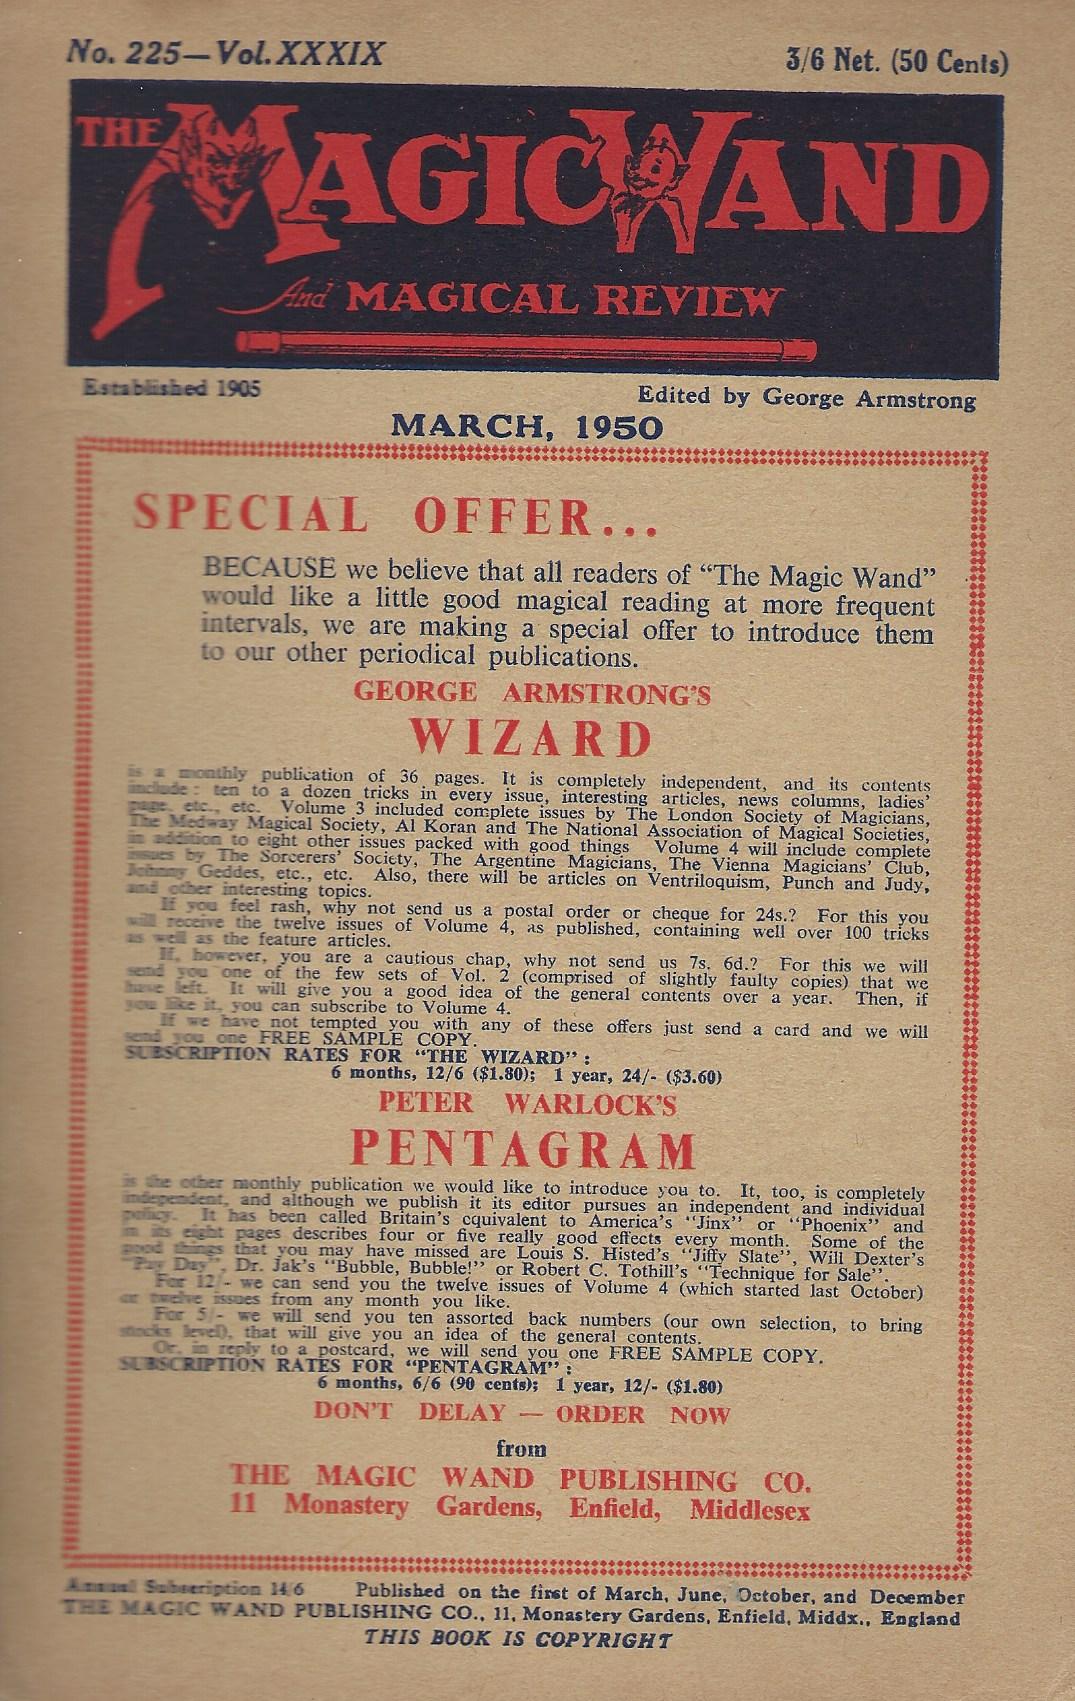 No. 225—Vol. XXXIX
3/6 Net. (50 Cents)
THE MAGIC WAND
And MAGICAL REVIEW
Established 1905
Edited by George Armstrong
MARCH, 1950
SPECIAL OFFER...
BECAUSE we believe that all readers of “The Magic Wand”
would like a little good magical reading at more frequent
intervals, we are making a special offer to introduce them
to our other periodical publications.
GEORGE ARMSTRONG'S
WIZARD
is a monthly publication of 36 pages. It is completely independent, and its contents
include : ten to a dozen tricks in every issue, interesting articles, news columns, ladies'
page, etc., etc. Volume 3 included complete issues by The London Society of Magicians,
The Medway Magical Society, Al Koran and The National Association of Magical Societies,
in addition to eight other issues packed with good things Volume 4 will include complete
issues by The Sorcerers' Society, The Argentine Magicians, The Vienna Magicians' Club,
Johnny Geddes, etc., etc. Also, there will be articles on Ventriloquism, Punch and Judy,
and other interesting topics.
If you feel rash, why not send us a postal order or cheque for 24s.? For this you
will receive the twelve issues of Volume 4, as published, containing well over 100 tricks
as well as the feature articles.
If, however, you are a cautious chap, why not send us 7s. 6d.? For this we will
send you one of the few sets of Vol. 2 (comprised of slightly faulty copies) that we
have left. It will give you a good idea of the general contents over a year. Then, if
you like it, you can subscribe to Volume 4.
If we have not tempted you with any of these offers just send a card and we will
send you one FREE SAMPLE COPY.
SUBSCRIPTION RATES FOR “THE WIZARD” :
6 months, 12/6 ($1.80); 1 year, 24/- ($3.60)
PETER WARLOCK'S
PENTAGRAM
is the other monthly publication we would like to introduce you to. It, too, is completely
independent, and although we publish it its editor pursues an independent and individual
policy. It has been called Britain's equivalent to America's “Jinx” or “Phoenix” and
in its eight pages describes four or five really good effects every month. Some of the
good things that you may have missed are Louis S. Histed's “Jiffy Slate”, Will Dexter's
“Pay Day”, Dr. Jak's “Bubble, Bubble!” or Robert C. Tothill's “Technique for Sale”.
For 12/- we can send you the twelve issues of Volume 4 (which started last October)
or twelve issues from any month you like.
For 5/- we will send you ten assorted back numbers (our own selection, to bring
stocks level), that will give you an idea of the general contents.
Or, in reply to a postcard, we will send you one FREE SAMPLE COPY.
SUBSCRIPTION RATES FOR “PENTAGRAM” :
6 months, 6/6 (90 cents); 1 year, 12/- ($1.80)
DON'T DELAY — ORDER NOW
from
THE MAGIC WAND PUBLISHING CO.
11 Monastery Gardens, Enfield, Middlesex
Annual Subscription 14/6 Published on the first of March, June, October, and December
THE MAGIC WAND PUBLISHING CO., 11, Monastery Gardens, Enfield, Middx., England
THIS BOOK IS COPYRIGHT